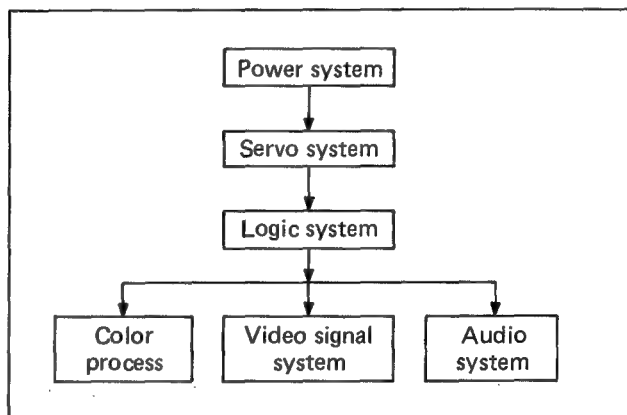 Power system
Servo system
Logic system
Color
process
Video signal
system
Audio
system